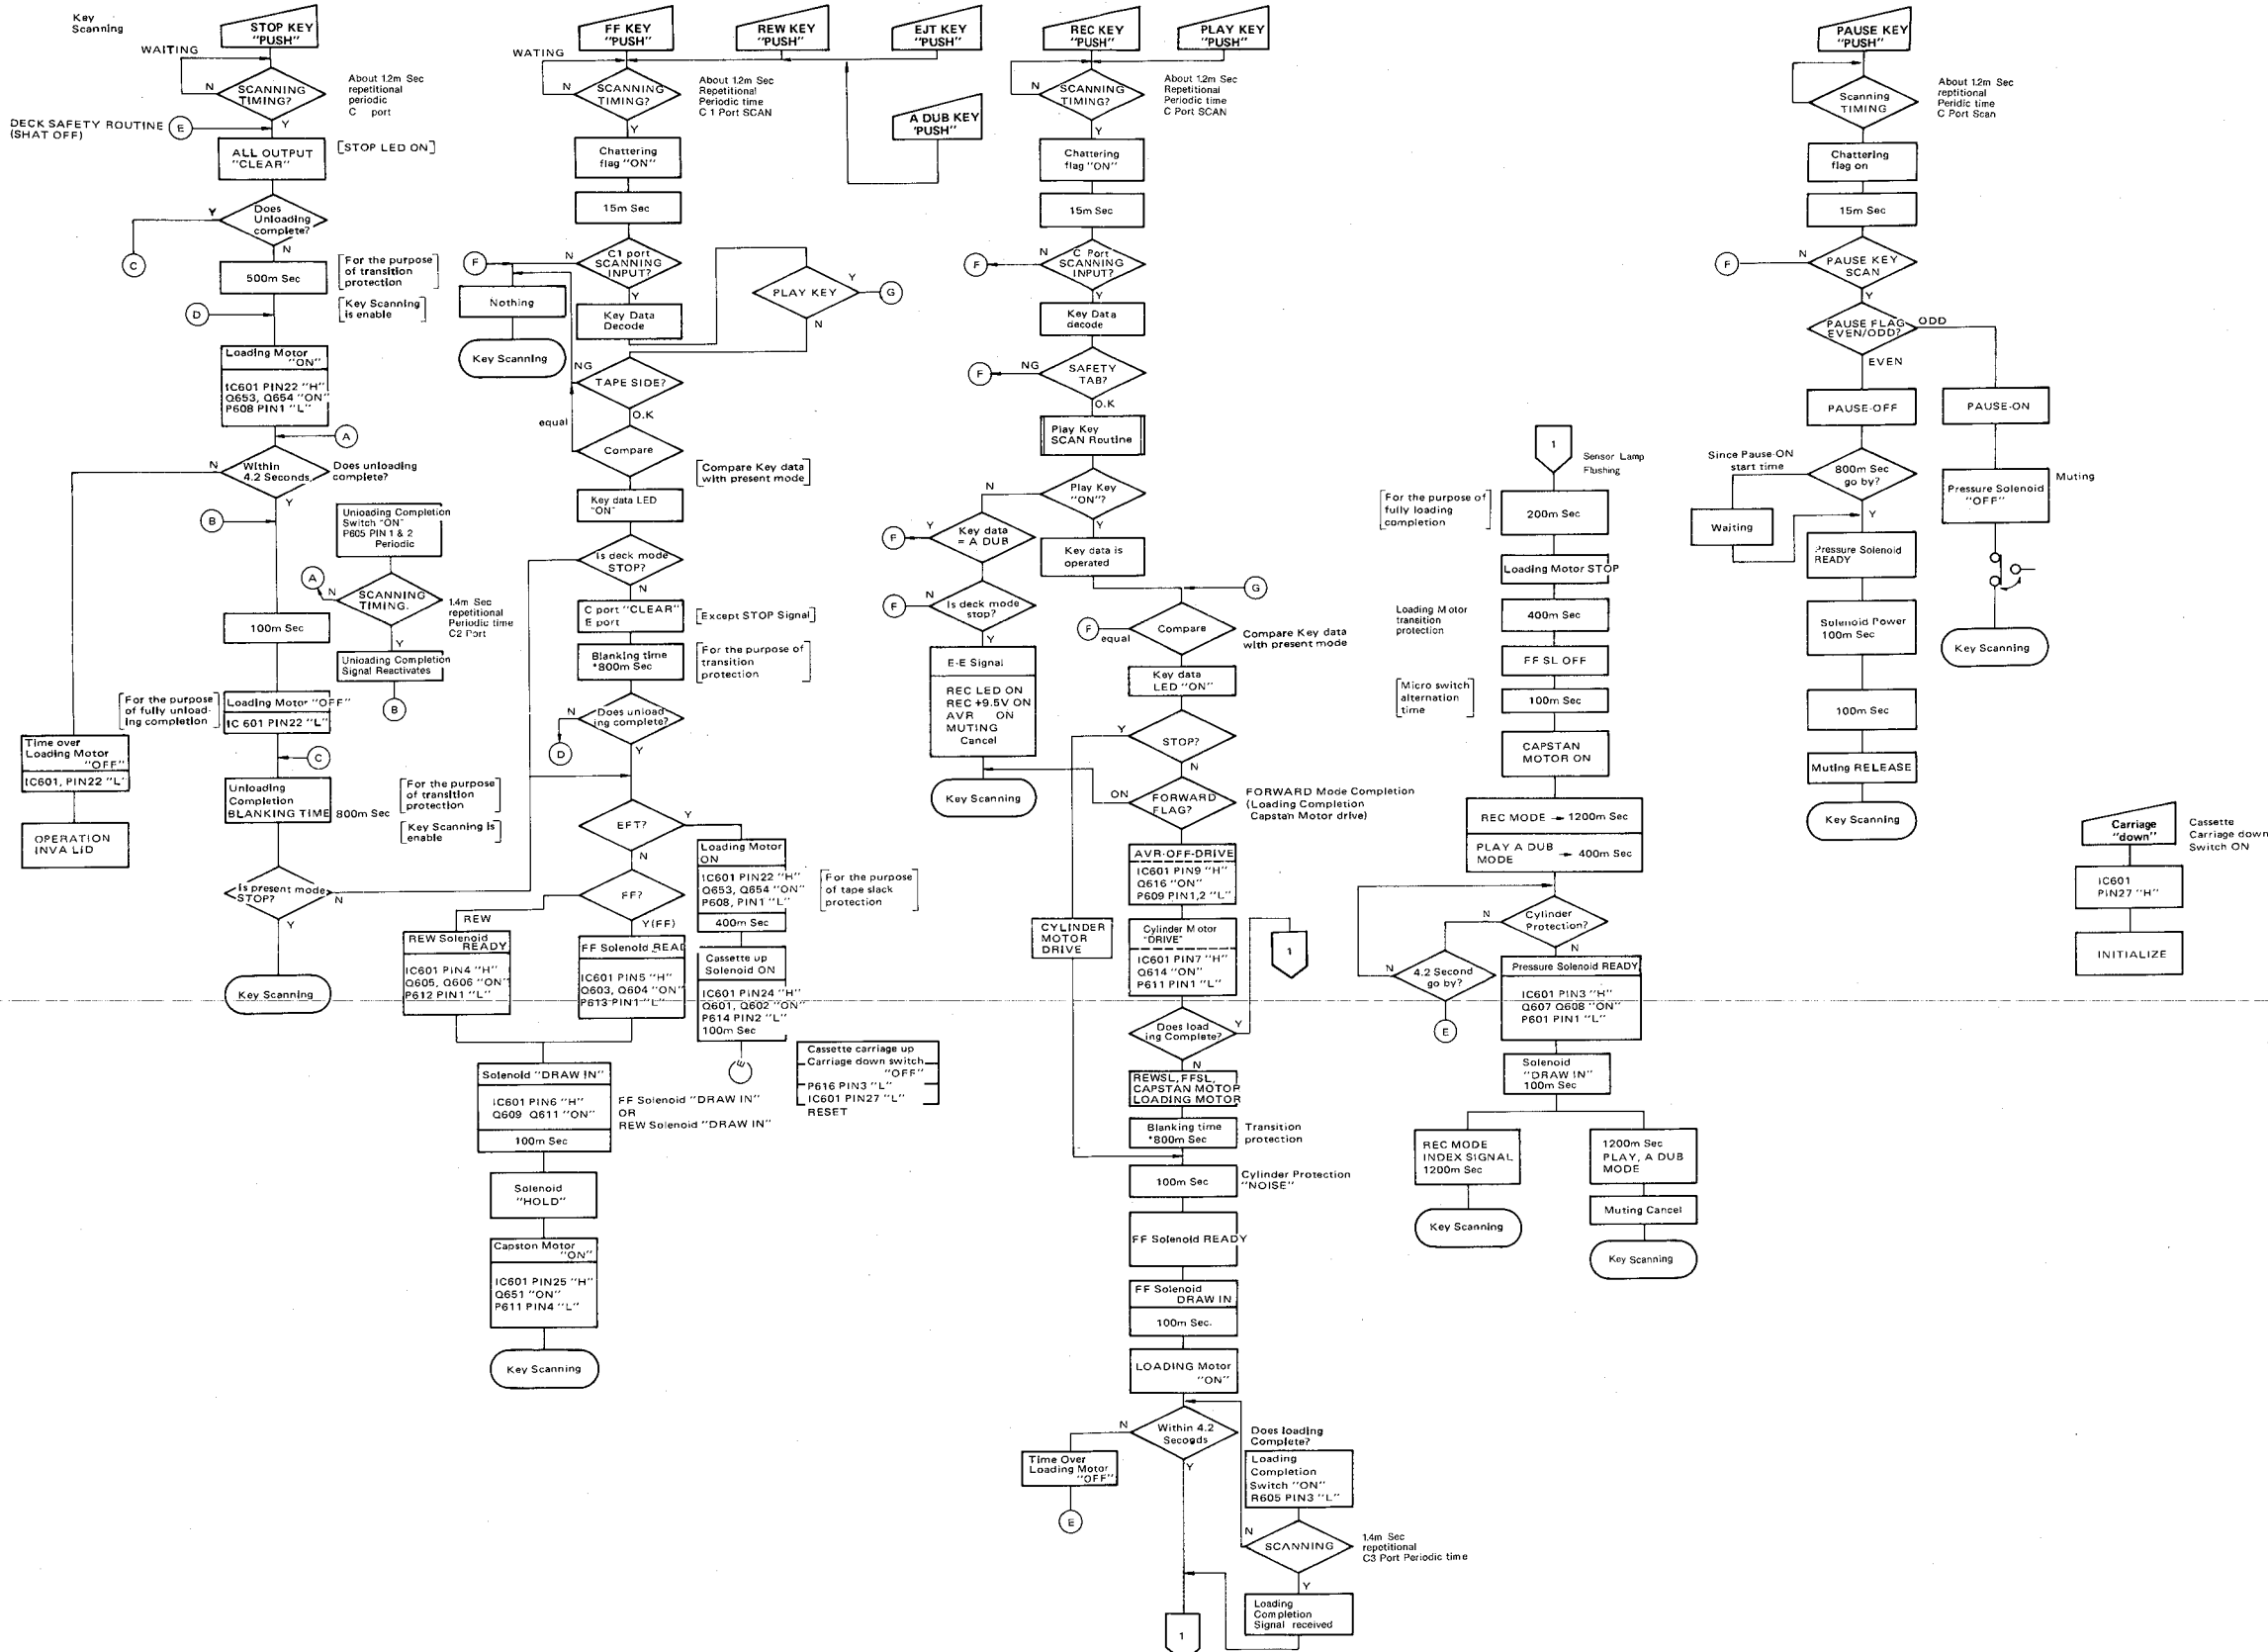 Key
Scanning
STOP KEY
"PUSH"
WAITING
N
SCANNING
TIMING?
About 1.2m Sec
repetitional
periodic
C port
Y
DECK SAFETY ROUTINE
(SHAT OFF)
E
ALL OUTPUT
"CLEAR"
[STOP LED ON]
Y
Does
Unloading
complete?
N
C
500m Sec
For the purpose
of transition
protection
Key Scanning
is enable
D
Loading Motor
"ON"
IC601 PIN22 "H"
Q653, Q654 "ON"
P608 PIN1 "L"
A
N
Within
4.2 Seconds,
Does unloading
complete?
Y
B
Unloading Completion
Switch "ON"
P605 PIN 1 & 2
Periodic
A
N
SCANNING
TIMING.
1.4m Sec
repetitional
Periodic time
C2 Port
Y
100m Sec
Unloading Completion
Signal Reactivates
B
For the purpose
of fully unload-
ing completion
Loading Motor "OFF"
IC 601 PIN22 "L"
Time over
Loading Motor
"OFF"
IC601, PIN22 "L"
OPERATION
INVA LID
C
Unloading
Completion
BLANKING TIME
800m Sec
For the purpose
of transition
protection
Key Scanning is
enable
Is present mode
STOP?
N
Y
Key Scanning
FF KEY
"PUSH"
REW KEY
"PUSH"
EJT KEY
"PUSH"
WATING
N
SCANNING
TIMING?
About 1.2m Sec
Repetitional
Periodic time
C 1 Port SCAN
A DUB KEY
'PUSH"
Y
Chattering
flag "ON"
15m Sec
F
N
C1 port
SCANNING
INPUT?
Y
Nothing
Key Scanning
Key Data
Decode
PLAY KEY
Y
G
N
NG
TAPE SIDE?
O.K
equal
Compare
Compare Key data
with present mode
Key data LED
"ON"
Is deck mode
STOP?
N
C port "CLEAR"
E port
[Except STOP Signal]
Blanking time
*800m Sec
For the purpose of
transition
protection
N
Does unload
ing complete?
D
Y
EFT?
Y
N
Loading Motor
ON
IC601 PIN22 "H"
Q653, Q654 "ON"
P608, PIN1 "L"
400m Sec
For the purpose
of tape slack
protection
FF?
REW
Y(FF)
REW Solenoid
READY
IC601 PIN4 "H"
Q605, Q606 "ON"
P612 PIN1 "L"
FF Solenoid READ
IC601 PIN5 "H"
Q603, Q604 "ON"
P613 PIN1 "L"
Cassette up
Solenoid ON
IC601 PIN24 "H"
Q601, Q602 "ON"
P614 PIN2 "L"
100m Sec
Cassette carriage up
Carriage down switch
"OFF"
P616 PIN3 "L"
IC601 PIN27 "L"
RESET
Solenoid "DRAW IN"
IC601 PIN6 "H"
Q609 Q611 "ON"
100m Sec
FF Solenoid "DRAW IN"
OR
REW Solenoid "DRAW IN"
Solenoid
"HOLD"
Capston Motor
"ON"
IC601 PIN25 "H"
Q651 "ON"
P611 PIN4 "L"
Key Scanning
REC KEY
"PUSH"
PLAY KEY
"PUSH"
N
SCANNING
TIMING?
About 1.2m Sec
Repetitional
Periodic time
C Port SCAN
Y
Chattering
flag "ON"
15m Sec
F
N
C Port
SCANNING
INPUT?
Y
Key Data
decode
F
NG
SAFETY
TAB?
O.K
Play Key
SCAN Routine
N
Play Key
"ON"?
Y
F
Y
Key data
= A DUB
Key data is
operated
F
N
Is deck mode
stop?
Y
G
E-E Signal
REC LED ON
REC +9.5V ON
AVR ON
MUTING
Cancel
Key Scanning
F
equal
Compare
Compare Key data
with present mode
Key data
LED "ON"
Y
STOP?
N
ON
FORWARD
FLAG?
FORWARD Mode Completion
(Loading Completion
Capstan Motor drive)
AVR-OFF-DRIVE
IC601 PIN9 "H"
Q616 "ON"
P609 PIN1,2 "L"
CYLINDER
MOTOR
DRIVE
Cylinder Motor
"DRIVE"
IC601 PIN7 "H"
Q614 "ON"
P611 PIN1 "L"
1
Does load
ing Complete?
Y
N
REWSL, FFSL,
CAPSTAN MOTOR
LOADING MOTOR
Blanking time
*800m Sec
Transition
protection
100m Sec
Cylinder Protection
"NOISE"
FF Solenoid READY
FF Solenoid
DRAW IN
100m Sec.
LOADING Motor
"ON"
N
Within 4.2
Secogds
Y
Does loading
Complete?
Time Over
Loading Motor
"OFF"
E
Loading
Completion
Switch "ON"
R605 PIN3 "L"
N
SCANNING
1.4m Sec
repetitional
C3 Port Periodic time
Y
Loading
Completion
Signal received
1
1
Sensor Lamp
Flushing
For the purpose of
fully loading
completion
200m Sec
Loading Motor STOP
Loading Motor
transition
protection
400m Sec
FF SL OFF
Micro switch
alternation
time
100m Sec
CAPSTAN
MOTOR ON
REC MODE → 1200m Sec
PLAY A DUB
MODE → 400m Sec
N
Cylinder
Protection?
N
N
4.2 Second
go by?
E
Pressure Solenoid READY
IC601 PIN3 "H"
Q607 Q608 "ON"
P601 PIN1 "L"
Solenoid
"DRAW IN"
100m Sec
REC MODE
INDEX SIGNAL
1200m Sec
1200m Sec
PLAY, A DUB
MODE
Key Scanning
Muting Cancel
Key Scanning
PAUSE KEY
"PUSH"
Scanning
TIMING
About 1.2m Sec
reptitional
Peridic time
C Port Scan
Chattering
flag on
15m Sec
F
N
PAUSE KEY
SCAN
Y
PAUSE FLAG
EVEN/ODD?
ODD
EVEN
PAUSE-OFF
PAUSE-ON
Since Pause-ON
start time
800m Sec
go by?
Y
Waiting
Pressure Solenoid
"OFF"
Muting
Pressure Solenoid
READY
Solenoid Power
100m Sec
Key Scanning
100m Sec
Muting RELEASE
Key Scanning
Carriage
"down"
Cassette
Carriage down
Switch ON
IC601
PIN27 "H"
INITIALIZE